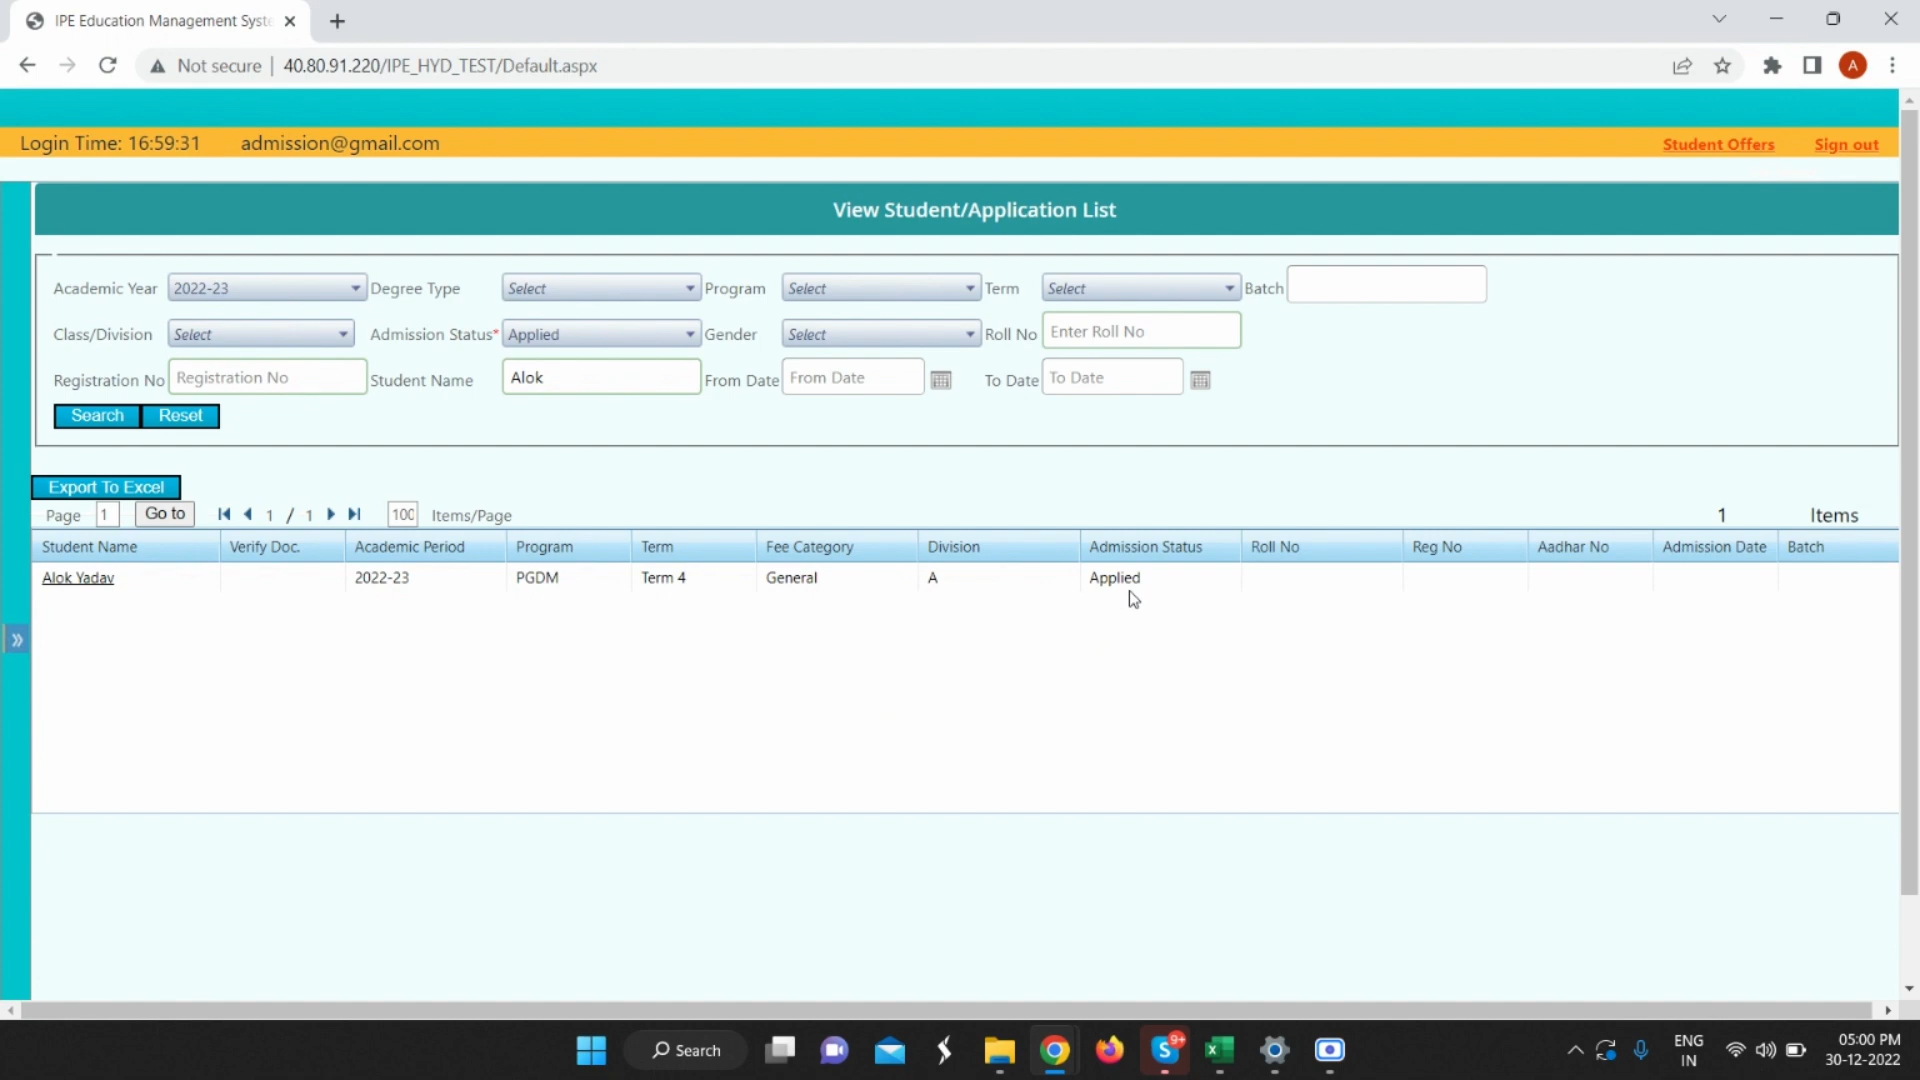 IPE Education Management Syste
Not secure | 40.80.91.220/IPE_HYD_TEST/Default.aspx
A
Login Time: 16:59:31 admission@gmail.com Student Offers Sign out
View Student/Application List
Academic Year 2022-23 Degree Type Select Program Select Term Select Batch
Class/Division Select Admission Status* Applied Gender Select Roll No Enter Roll No
Registration No Registration No Student Name Alok From Date From Date To Date To Date
Search Reset
Export To Excel
Page 1 Go to 1 / 1 100 Items/Page 1 Items
Student Name Verify Doc. Academic Period Program Term Fee Category Division Admission Status Roll No Reg No Aadhar No Admission Date Batch
Alok Yadav 2022-23 PGDM Term 4 General A Applied
Search 9+ ENG 05:00 PM
IN 30-12-2022